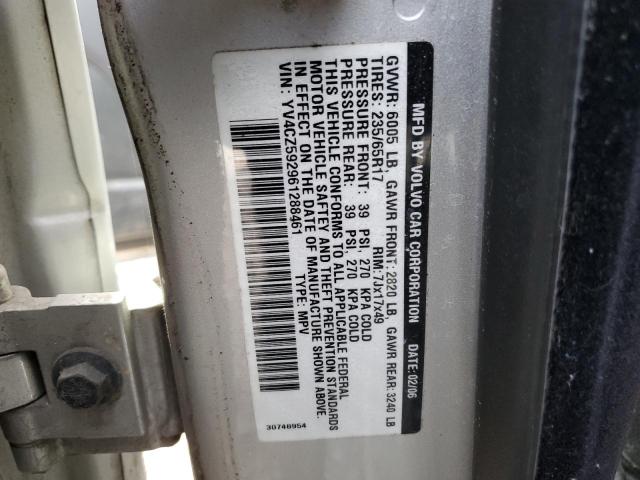 MFD BY VOLVO CAR CORPORATION DATE: 02/06
GVWR: 6005 LB. GAWR FRONT: 2820 LB. GAWR REAR: 3240 LB
TIRES: 235/65R17 RIM: 7Jx17x49
PRESSURE FRONT: 39 PSI, 270 KPA COLD
PRESSURE REAR: 39 PSI, 270 KPA COLD
THIS VEHICLE CONFORMS TO ALL APPLICABLE FEDERAL
MOTOR VEHICLE SAFTEY AND THEFT PREVENTION STANDARDS
IN EFFECT ON THE DATE OF MANUFACTURE SHOWN ABOVE.
VIN: YV4CZ592961288461 TYPE: MPV
30748954